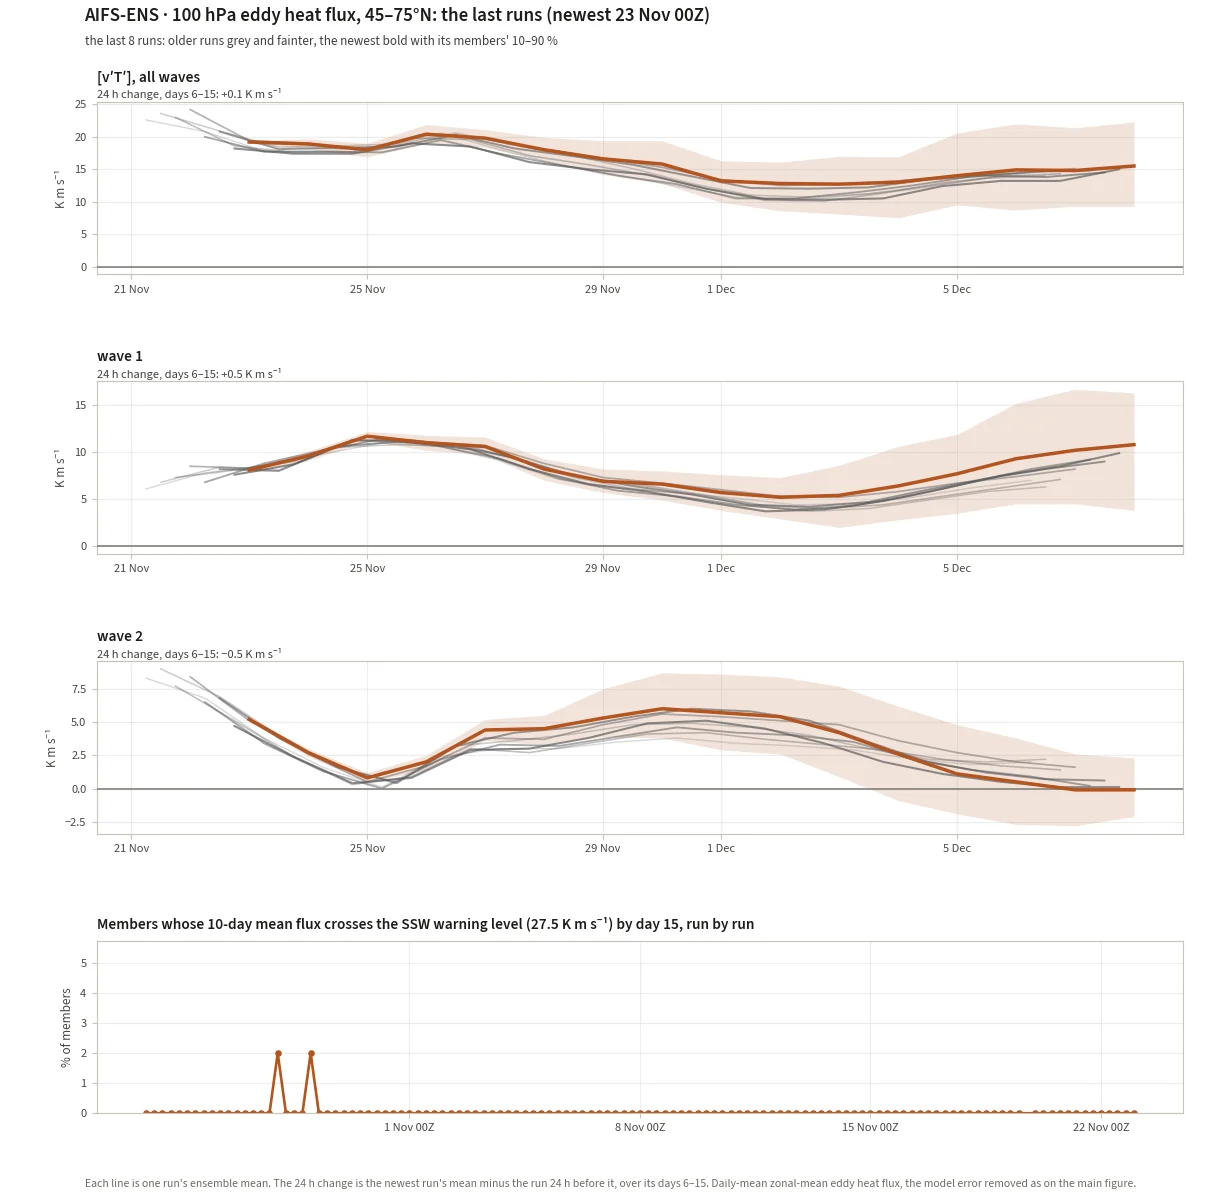 AIFS-ENS · 100 hPa eddy heat flux, 45–75°N: the last runs (newest 23 Nov 00Z)
the last 8 runs: older runs grey and fainter, the newest bold with its members' 10–90 %
[v′T′], all waves
24 h change, days 6–15: +0.1 K m s⁻¹
25
20
15
10
5
0
K m s⁻¹
21 Nov
25 Nov
29 Nov
1 Dec
5 Dec
wave 1
24 h change, days 6–15: +0.5 K m s⁻¹
15
10
5
0
K m s⁻¹
21 Nov
25 Nov
29 Nov
1 Dec
5 Dec
wave 2
24 h change, days 6–15: −0.5 K m s⁻¹
7.5
5.0
2.5
0.0
−2.5
K m s⁻¹
21 Nov
25 Nov
29 Nov
1 Dec
5 Dec
Members whose 10-day mean flux crosses the SSW warning level (27.5 K m s⁻¹) by day 15, run by run
5
4
3
2
1
0
% of members
1 Nov 00Z
8 Nov 00Z
15 Nov 00Z
22 Nov 00Z
Each line is one run's ensemble mean. The 24 h change is the newest run's mean minus the run 24 h before it, over its days 6–15. Daily-mean zonal-mean eddy heat flux, the model error removed as on the main figure.